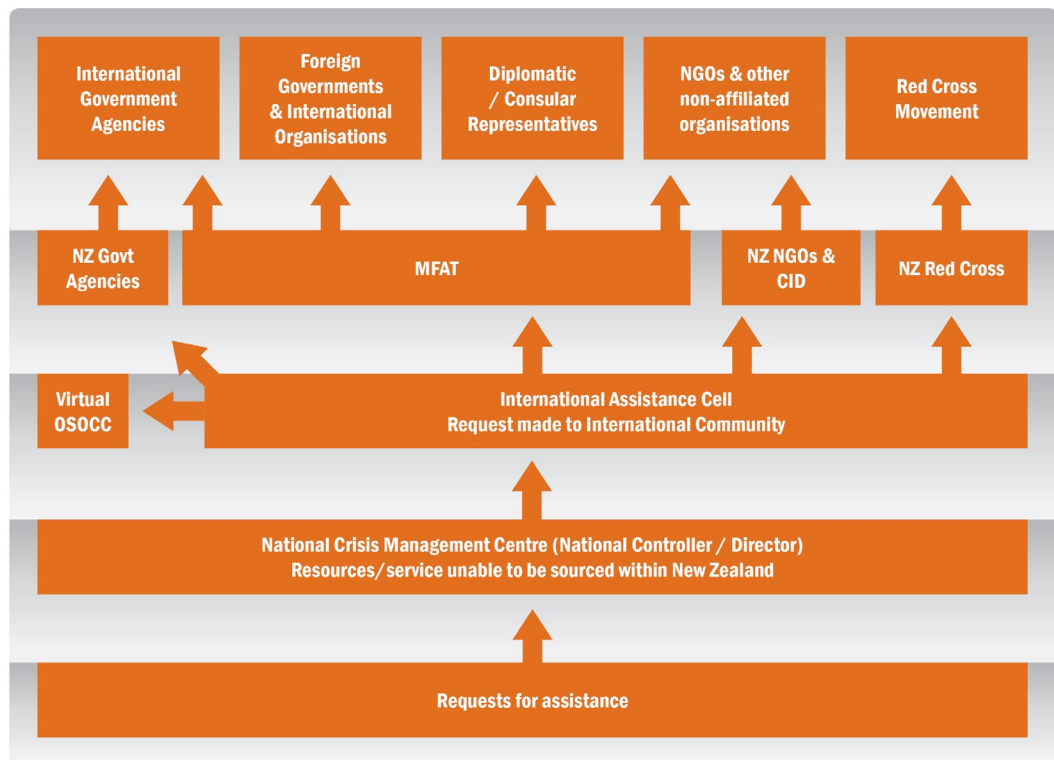 International
Government
Agencies
Foreign
Governments
& International
Organisations
Diplomatic
/ Consular
Representatives
NGOs & other
non-affiliated
organisations
Red Cross
Movement
NZ Govt
Agencies
MFAT
NZ NGOs &
CID
NZ Red Cross
Virtual
OSOCC
International Assistance Cell
Request made to International Community
National Crisis Management Centre (National Controller / Director)
Resources/service unable to be sourced within New Zealand
Requests for assistance